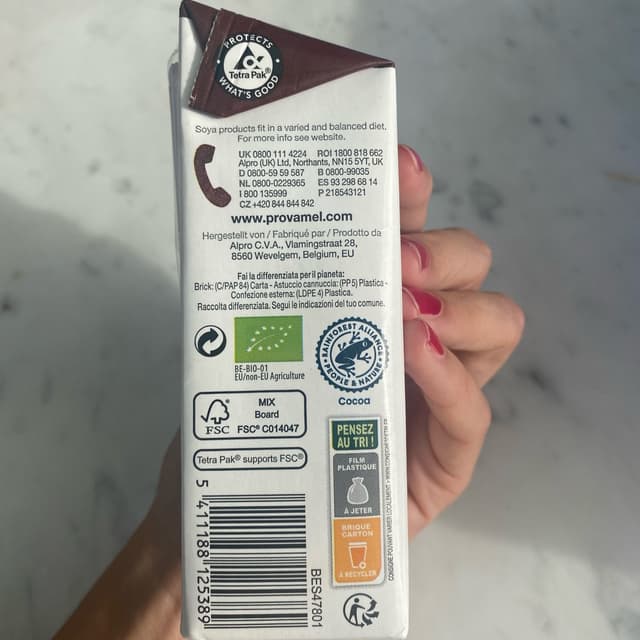 PROTECTS
Tetra Pak®
WHAT'S GOOD
Soya products fit in a varied and balanced diet.
For more info see website.
UK 0800 111 4224 ROI 1800 818 662
Alpro (UK) Ltd, Northants, NN15 5YT, UK
D 0800-59 59 587 B 0800-99035
NL 0800-0229365 ES 93 298 68 14
I 800 135999 P 218543121
CZ +420 844 844 842
www.provamel.com
Hergestellt von / Fabriqué par / Prodotto da
Alpro C.V.A., Vlamingstraat 28,
8560 Wevelgem, Belgium, EU
Fai la differenziata per il pianeta:
Brick: (C/PAP 84) Carta - Astuccio cannuccia: (PP 5) Plastica -
Confezione esterna: (LDPE 4) Plastica.
Raccolta differenziata. Segui le indicazioni del tuo comune.
BE-BIO-01
EU/non-EU Agriculture
RAINFOREST ALLIANCE
PEOPLE & NATURE
Cocoa
FSC
MIX
Board
FSC® C014047
Tetra Pak® supports FSC®
PENSEZ
AU TRI !
FILM
PLASTIQUE
À JETER
BRIQUE
CARTON
À RECYCLER
CONSIGNE POUVANT VARIER LOCALEMENT • WWW.CONSIGNESDETRI.FR
5 411188 125389
BES47801